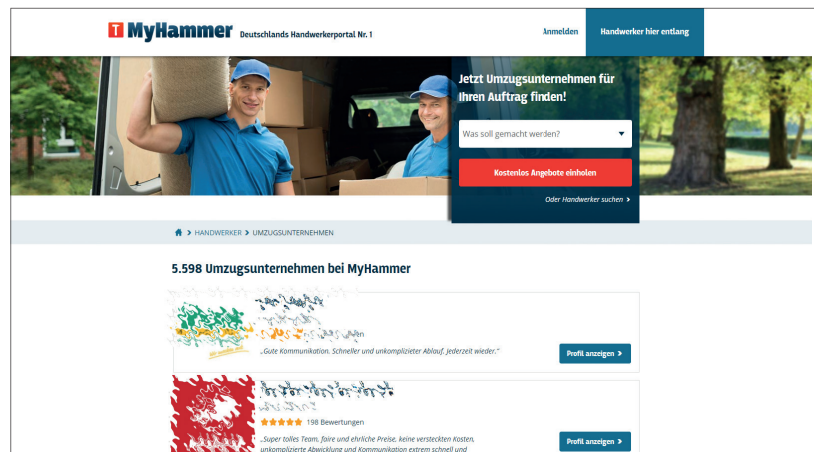 MyHammer Deutschlands Handwerkerportal Nr. 1
Anmelden
Handwerker hier entlang
Jetzt Umzugsunternehmen für
Ihren Auftrag finden!
Was soll gemacht werden?
Kostenlos Angebote einholen
Oder Handwerker suchen >
> HANDWERKER > UMZUGSUNTERNEHMEN
5.598 Umzugsunternehmen bei MyHammer
„Gute Kommunikation. Schneller und unkomplizierter Ablauf. Jederzeit wieder.“
Profil anzeigen >
198 Bewertungen
„Super tolles Team, faire und ehrliche Preise, keine versteckten Kosten,
unkomplizierte Abwicklung und Kommunikation extrem schnell und
Profil anzeigen >